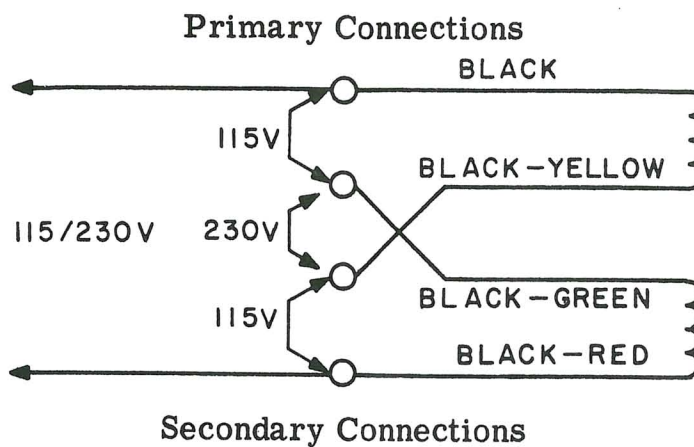 Primary Connections
BLACK
115V
BLACK-YELLOW
115/230V
230V
BLACK-GREEN
115V
BLACK-RED
Secondary Connections